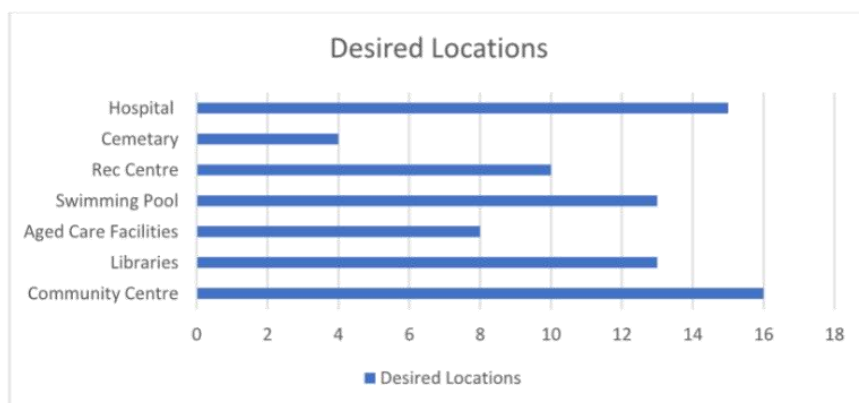 Desired Locations
Hospital
Cemetary
Rec Centre
Swimming Pool
Aged Care Facilities
Libraries
Community Centre
0 2 4 6 8 10 12 14 16 18
Desired Locations